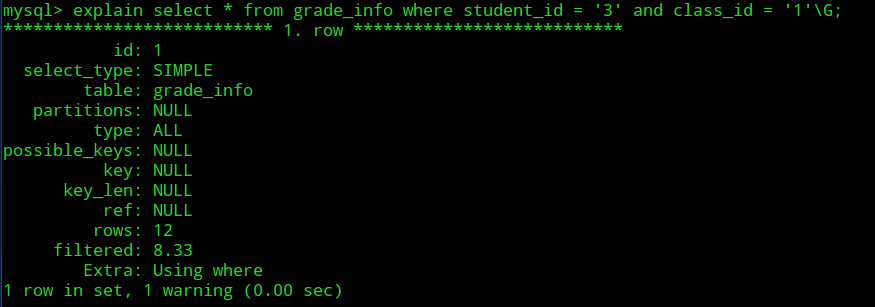 mysql> explain select * from grade_info where student_id = '3' and class_id = '1'\G;
*************************** 1. row ***************************
           id: 1
  select_type: SIMPLE
        table: grade_info
   partitions: NULL
         type: ALL
possible_keys: NULL
          key: NULL
      key_len: NULL
          ref: NULL
         rows: 12
     filtered: 8.33
        Extra: Using where
1 row in set, 1 warning (0.00 sec)